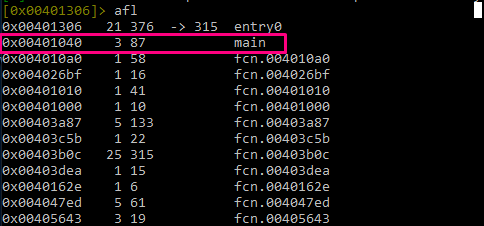 [0x00401306]> afl
0x00401306 21 376 -> 315 entry0
0x00401040 3 87 main
0x004010a0 1 58 fcn.004010a0
0x004026bf 1 16 fcn.004026bf
0x00401010 1 41 fcn.00401010
0x00401000 1 10 fcn.00401000
0x00403a87 5 133 fcn.00403a87
0x00403c5b 1 22 fcn.00403c5b
0x00403b0c 25 315 fcn.00403b0c
0x00403dea 1 15 fcn.00403dea
0x0040162e 1 6 fcn.0040162e
0x004047ed 5 61 fcn.004047ed
0x00405643 3 19 fcn.00405643